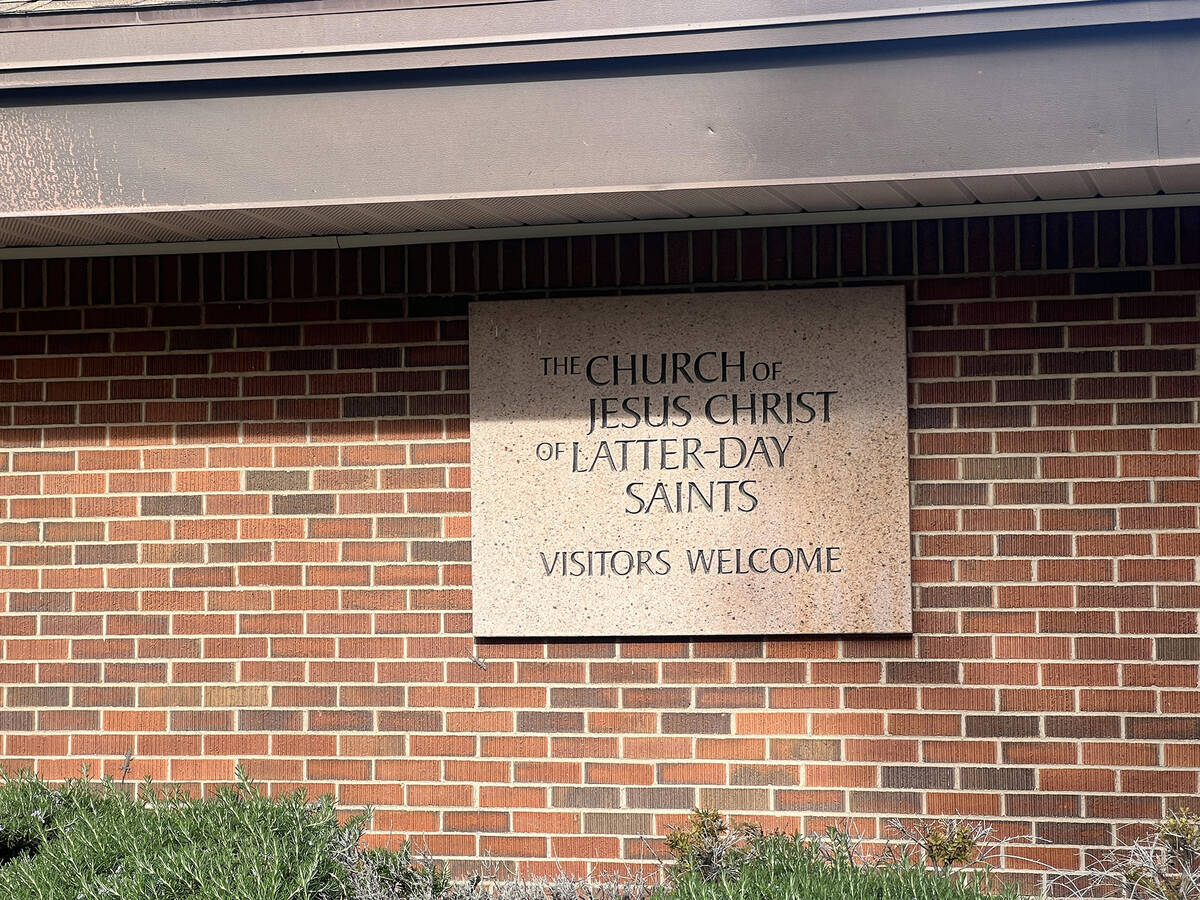 THE CHURCH OF
JESUS CHRIST
OF LATTER-DAY
SAINTS
VISITORS WELCOME